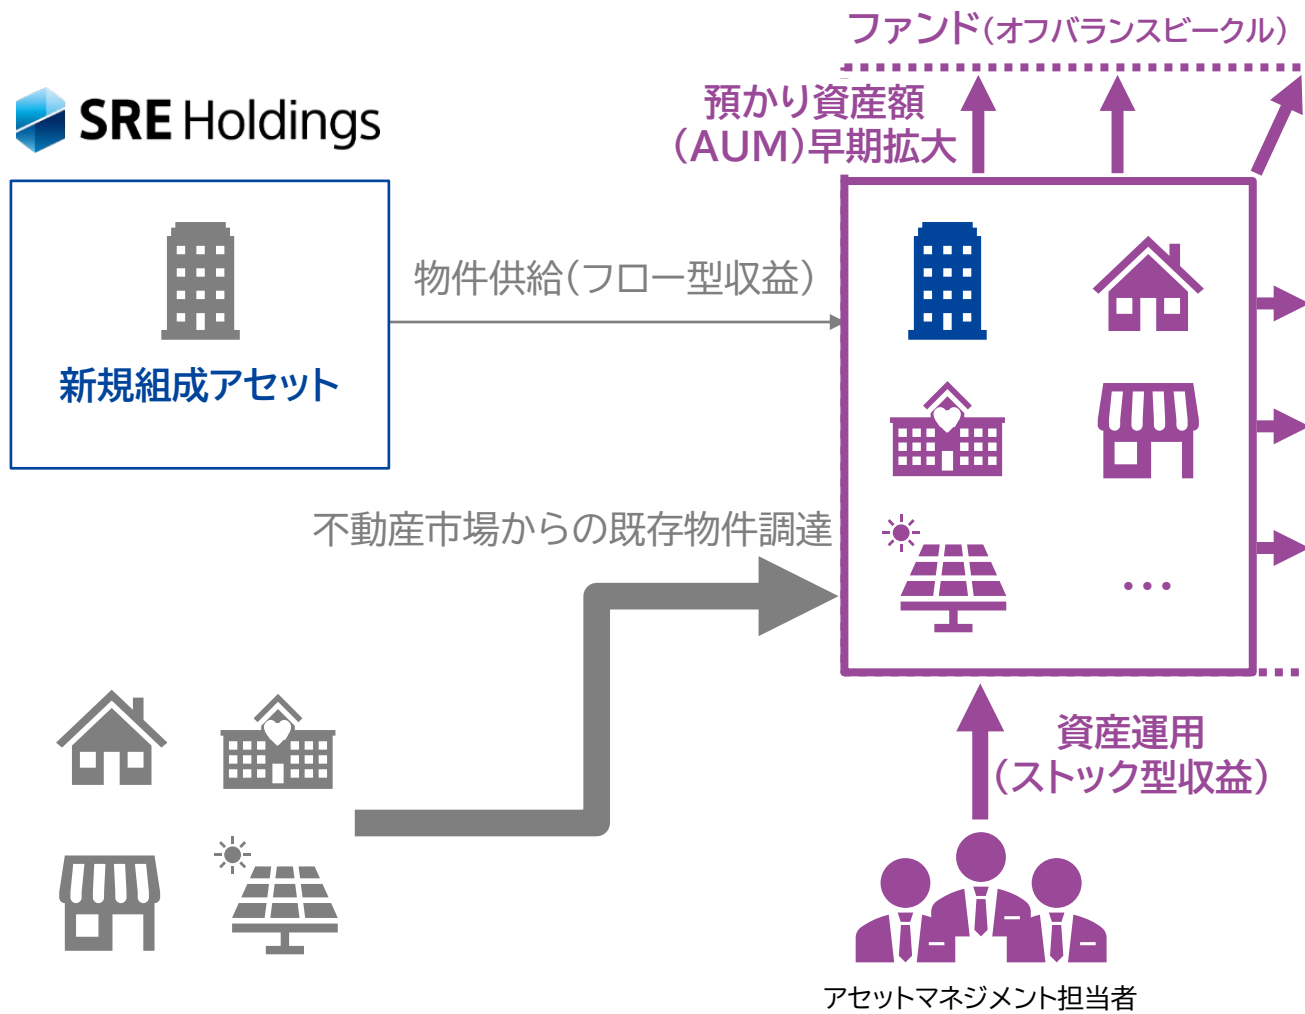 ファンド(オフバランスビークル)
預かり資産額
(AUM)早期拡大
SRE Holdings
物件供給(フロー型収益)
新規組成アセット
不動産市場からの既存物件調達
…
資産運用
(ストック型収益)
アセットマネジメント担当者